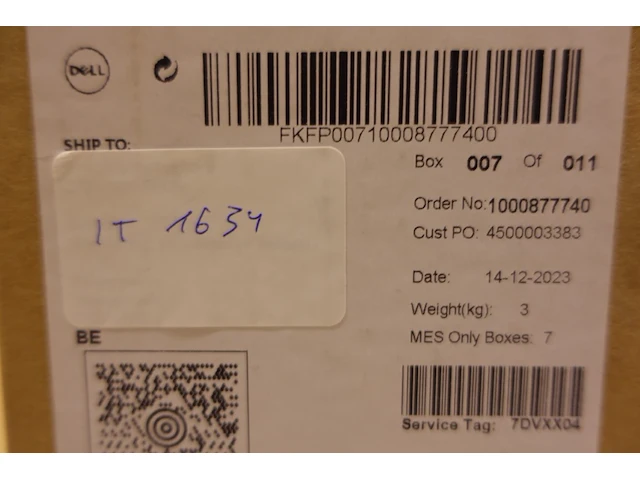 DELL
FKFP00710008777400
SHIP TO:
Box 007 Of 011
IT 1634
Order No:1000877740
Cust PO: 4500003383
Date: 14-12-2023
Weight(kg): 3
BE
MES Only Boxes: 7
Service Tag: 7DVXX04